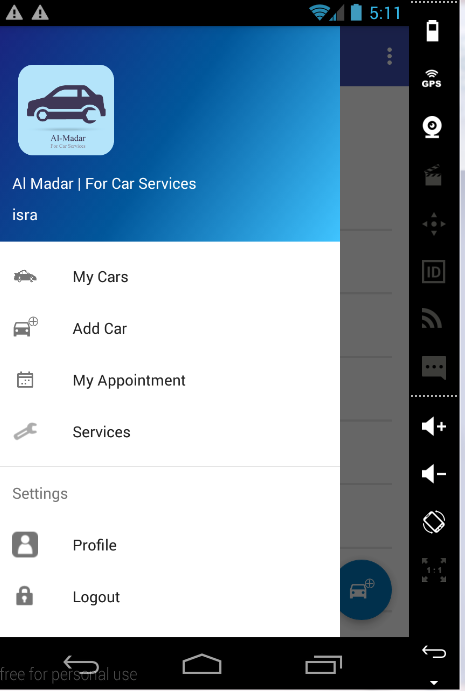 5:11
Al-Madar
For Car Services
Al Madar | For Car Services
isra
My Cars
Add Car
My Appointment
Services
Settings
Profile
Logout
free for personal use
GPS
ID
1:1